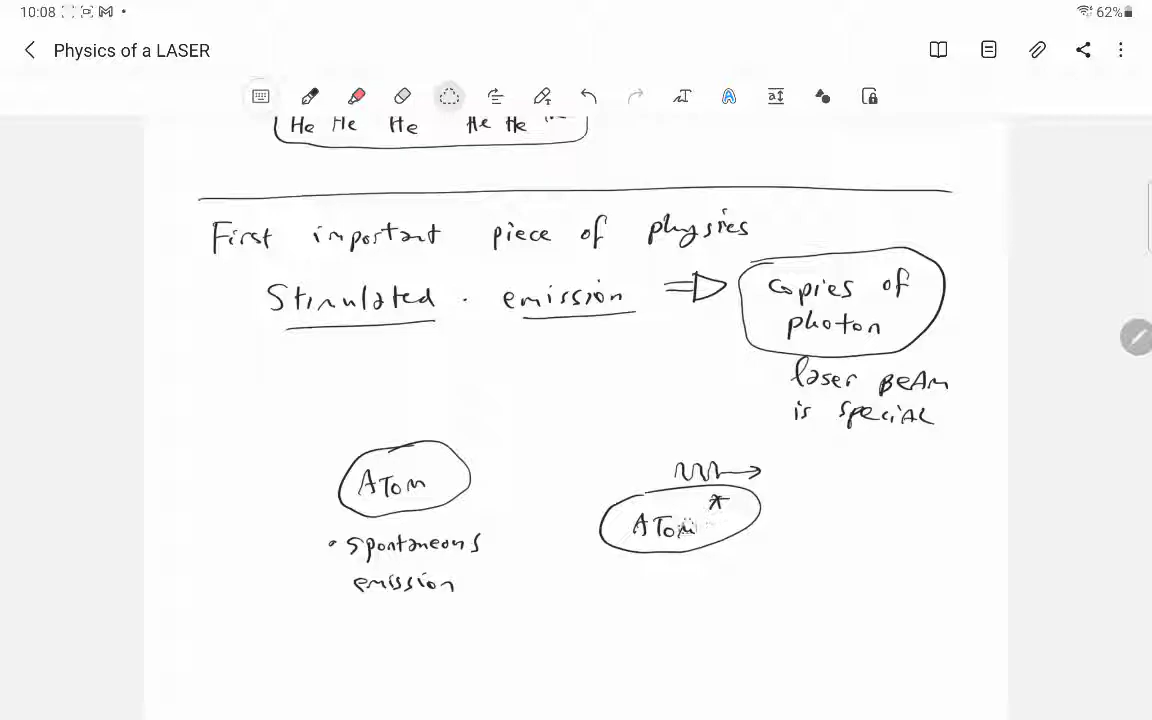 10:08
62%
Physics of a LASER
He He He He He
First important piece of physics
Stimulated . emission ⇒ copies of
photon
laser BEAM
is SPECIAL
ATOM
ATOM *
• spontaneous
emission